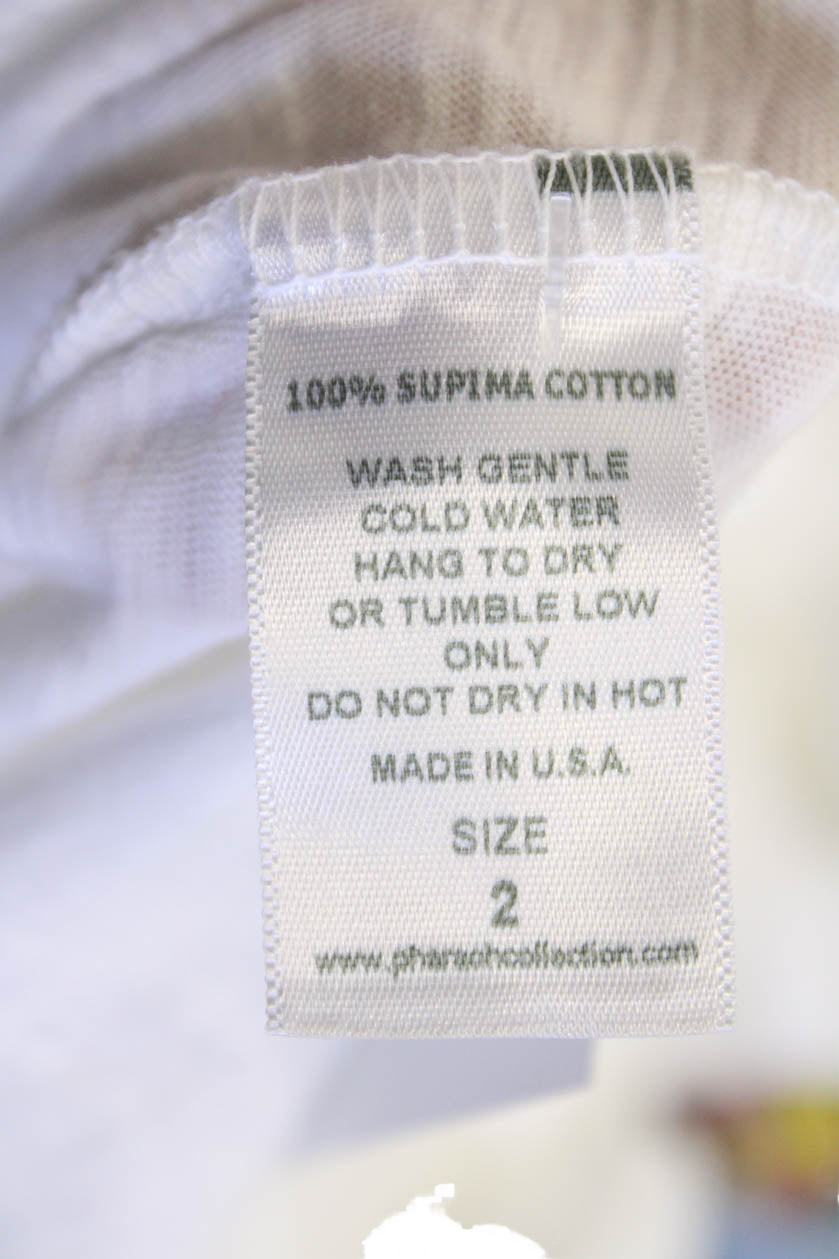 100% SUPIMA COTTON
WASH GENTLE
COLD WATER
HANG TO DRY
OR TUMBLE LOW
ONLY
DO NOT DRY IN HOT
MADE IN U.S.A.
SIZE
2
www.pharaohcollection.com